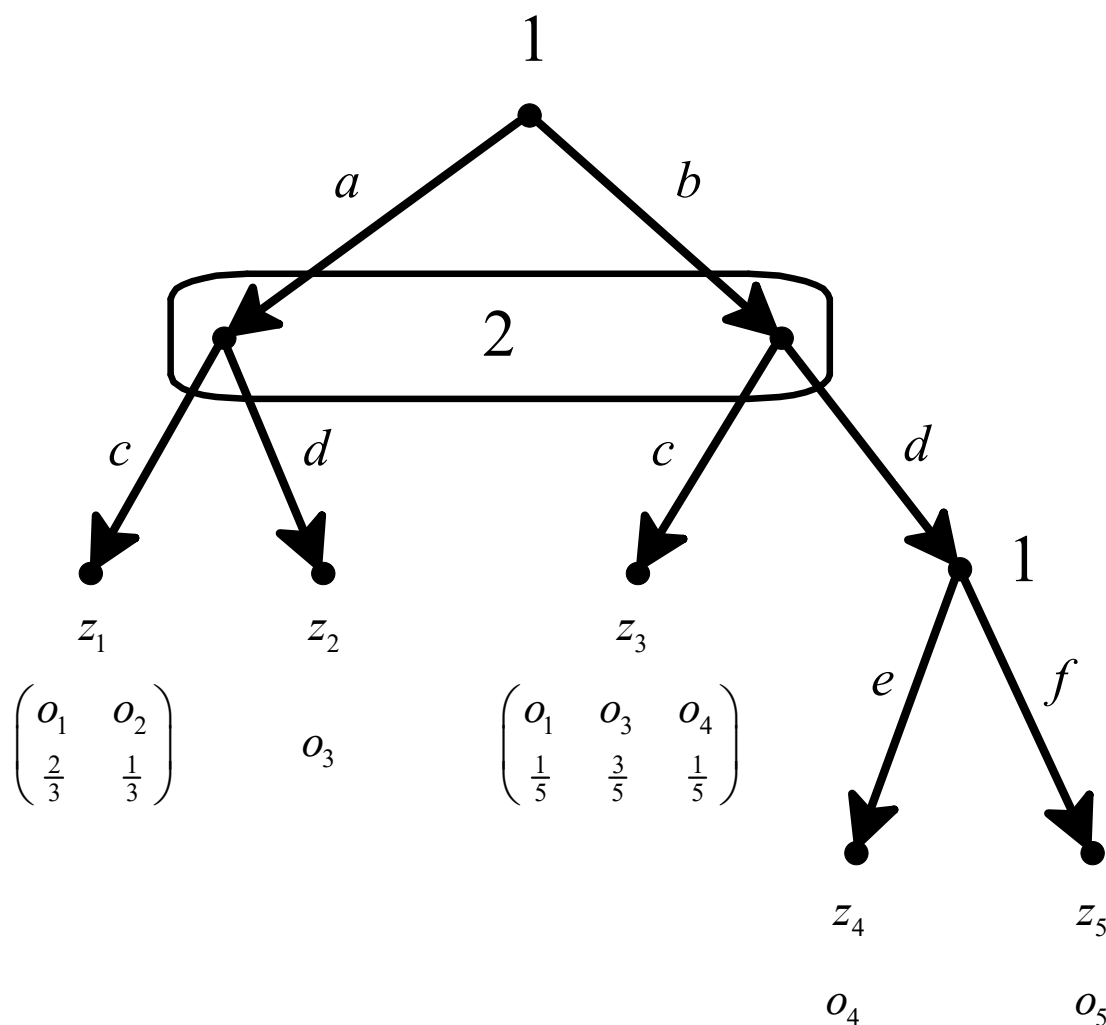 1
a b
2
c d c d
1
z₁ z₂ z₃
e f
o₁ o₂ o₃ o₁ o₃ o₄
2/3 1/3 1/5 3/5 1/5
z₄ z₅
o₄ o₅